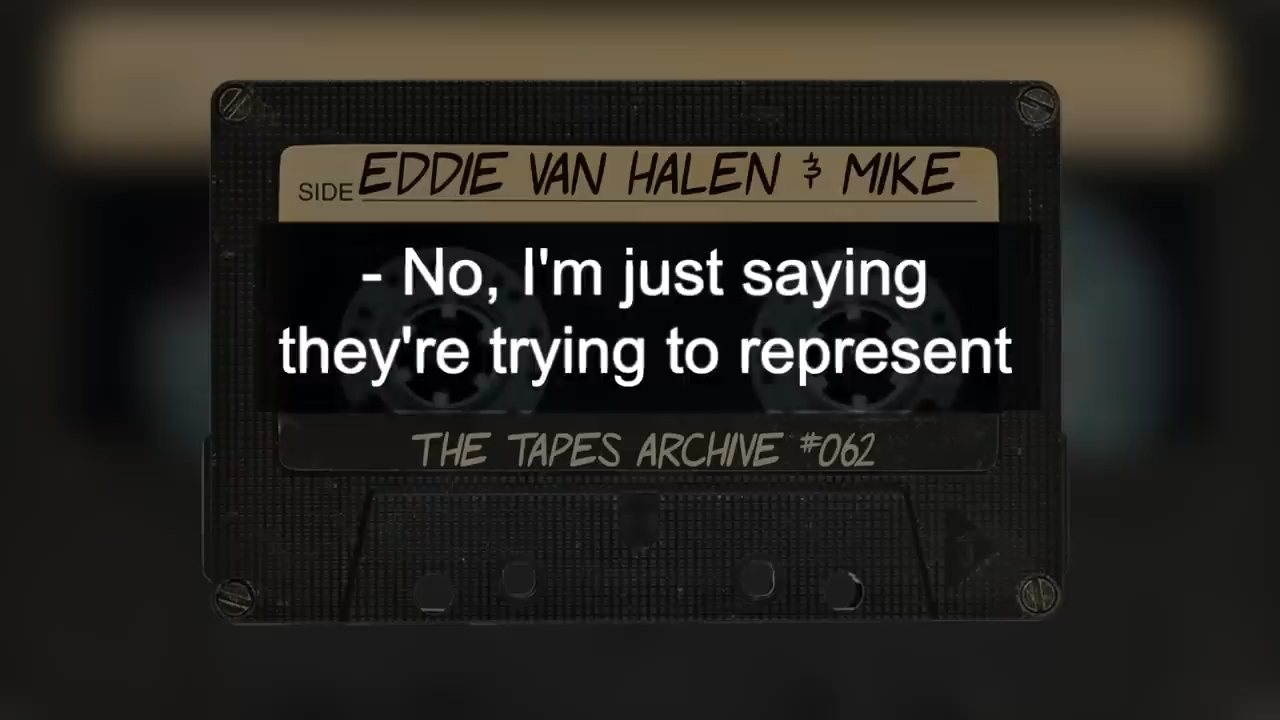 SIDE EDDIE VAN HALEN & MIKE
- No, I'm just saying
they're trying to represent
THE TAPES ARCHIVE #062